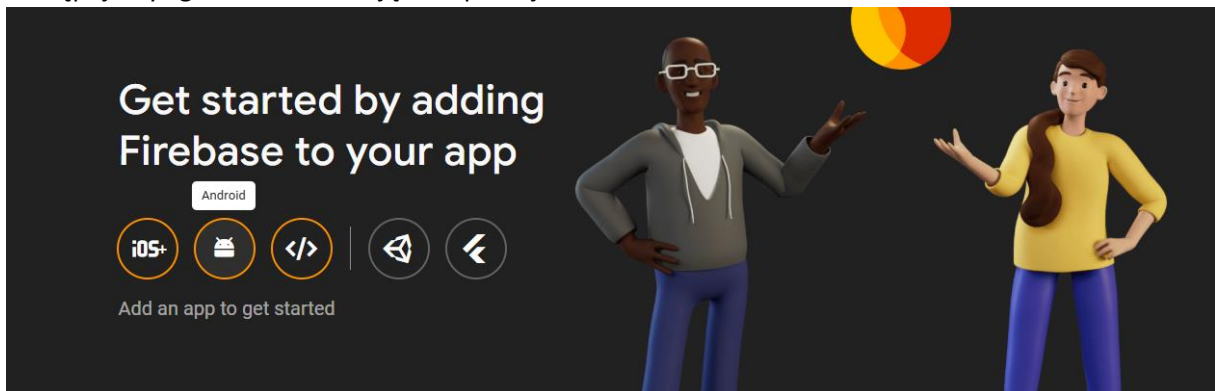 Get started by adding
Firebase to your app
Android
iOS+
</>
Add an app to get started